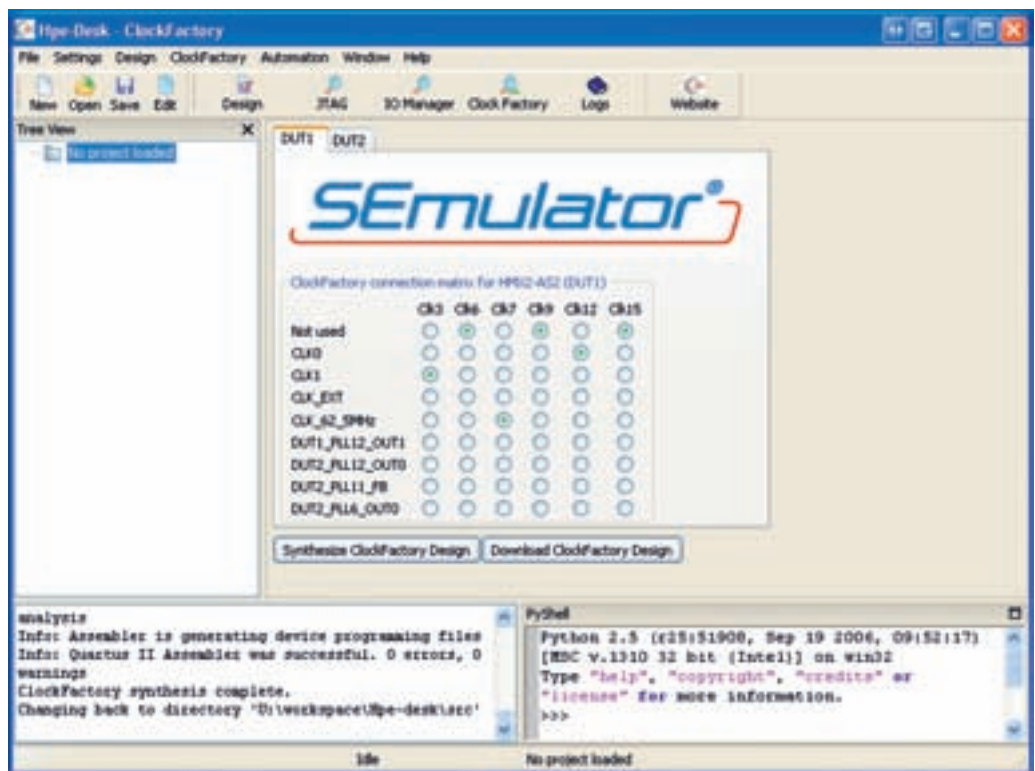 Hpe-Desk - ClockFactory
File Settings Design ClockFactory Automation Window Help
New Open Save Edit Design JTAG IO Manager Clock Factory Logs Website
Tree View
No project loaded
DUT1 DUT2
SEmulator®
ClockFactory connection matrix for HMX2-AS2 (DUT1)
Clk3 Clk6 Clk7 Clk9 Clk12 Clk15
Not used
CLK0
CLK1
CLK_EXT
CLK_62_5MHz
DUT1_PLL12_OUT1
DUT2_PLL12_OUT0
DUT2_PLL11_FB
DUT2_PLL6_OUT0
Synthesize ClockFactory Design Download ClockFactory Design
analysis
Info: Assembler is generating device programming files
Info: Quartus II Assembler was successful. 0 errors, 0
warnings
ClockFactory synthesis complete.
Changing back to directory 'U:\workspace\Hpe-desk\src'
PyShell
Python 2.5 (r25:51908, Sep 19 2006, 09:52:17)
[MSC v.1310 32 bit (Intel)] on win32
Type "help", "copyright", "credits" or
"license" for more information.
>>>
Idle No project loaded